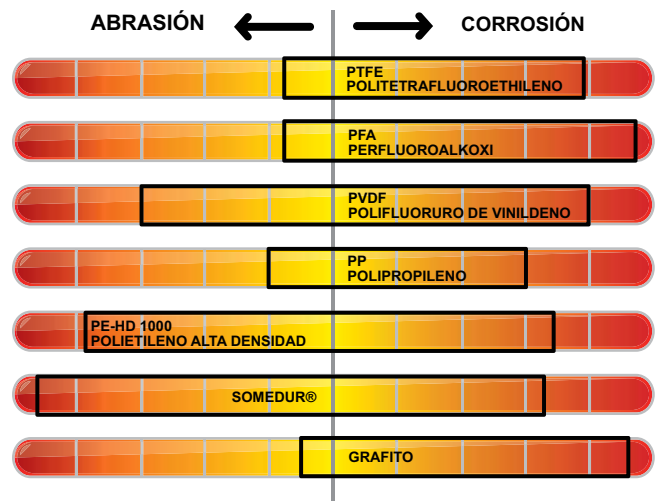 ABRASIÓN
CORROSIÓN
PTFE
POLITETRAFLUOROETHILENO
PFA
PERFLUOROALKOXI
PVDF
POLIFLUORURO DE VINILDENO
PP
POLIPROPILENO
PE-HD 1000
POLIETILENO ALTA DENSIDAD
SOMEDUR®
GRAFITO